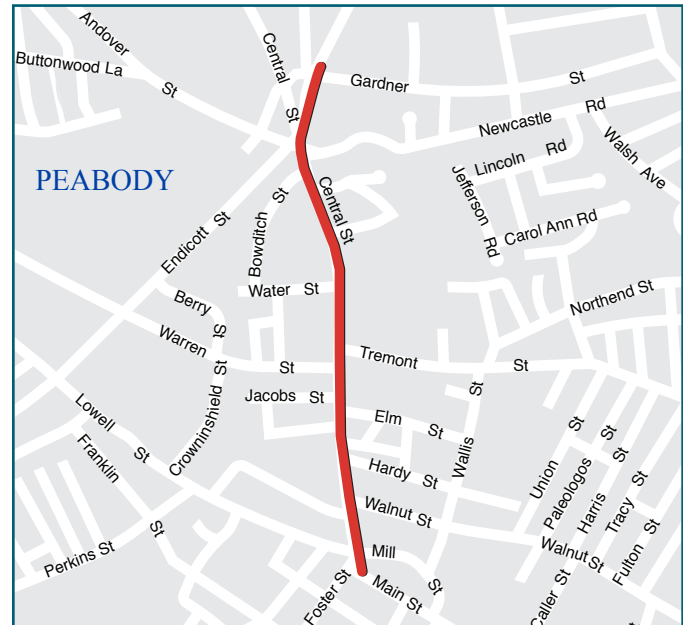 Andover St
Buttonwood La
Central St
Gardner St
Newcastle Rd
Walsh Ave
Lincoln Rd
Jefferson Rd
Carol Ann Rd
PEABODY
Central St
Bowditch St
Endicott St
Water St
Northend St
Berry St
Warren St
Tremont St
Crowninshield St
Jacobs St
Elm St
Wallis St
Lowell St
Franklin St
Hardy St
Union St
Paleologos St
Harris St
Tracy St
Fulton St
Walnut St
Walnut St
Perkins St
Mill St
Foster St
Main St
Caller St